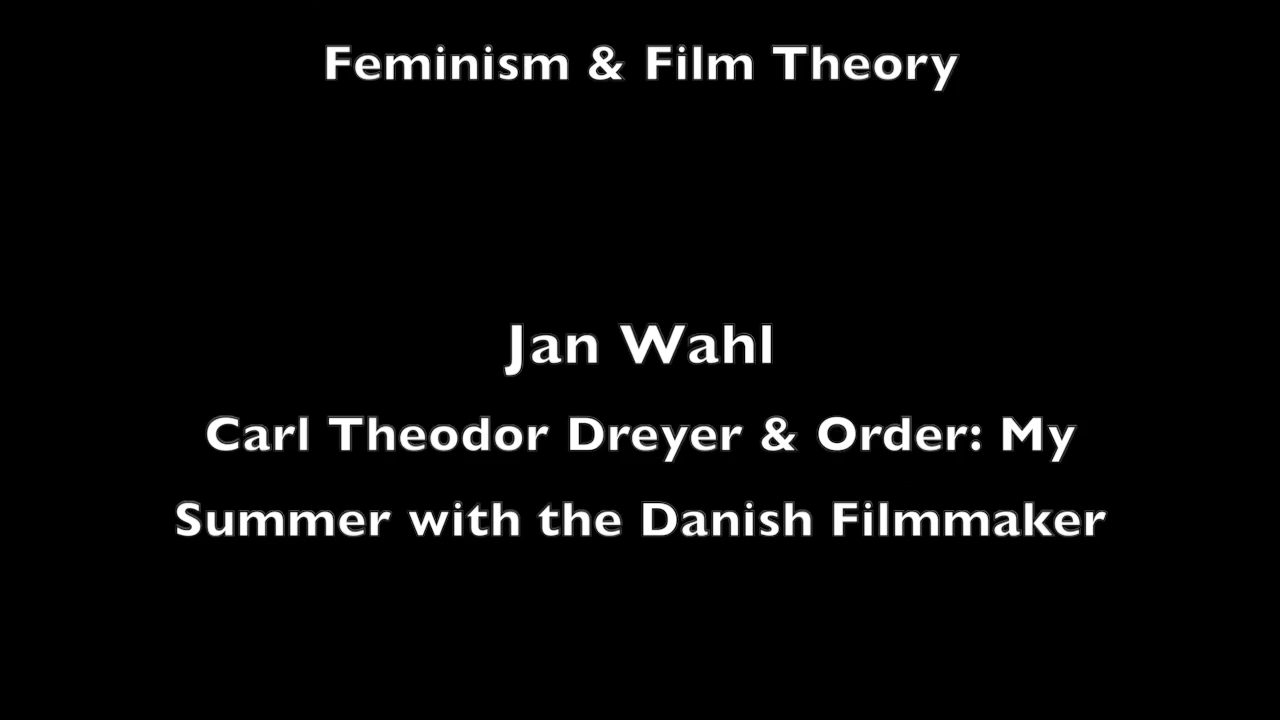 Feminism & Film Theory
Jan Wahl
Carl Theodor Dreyer & Order: My
Summer with the Danish Filmmaker